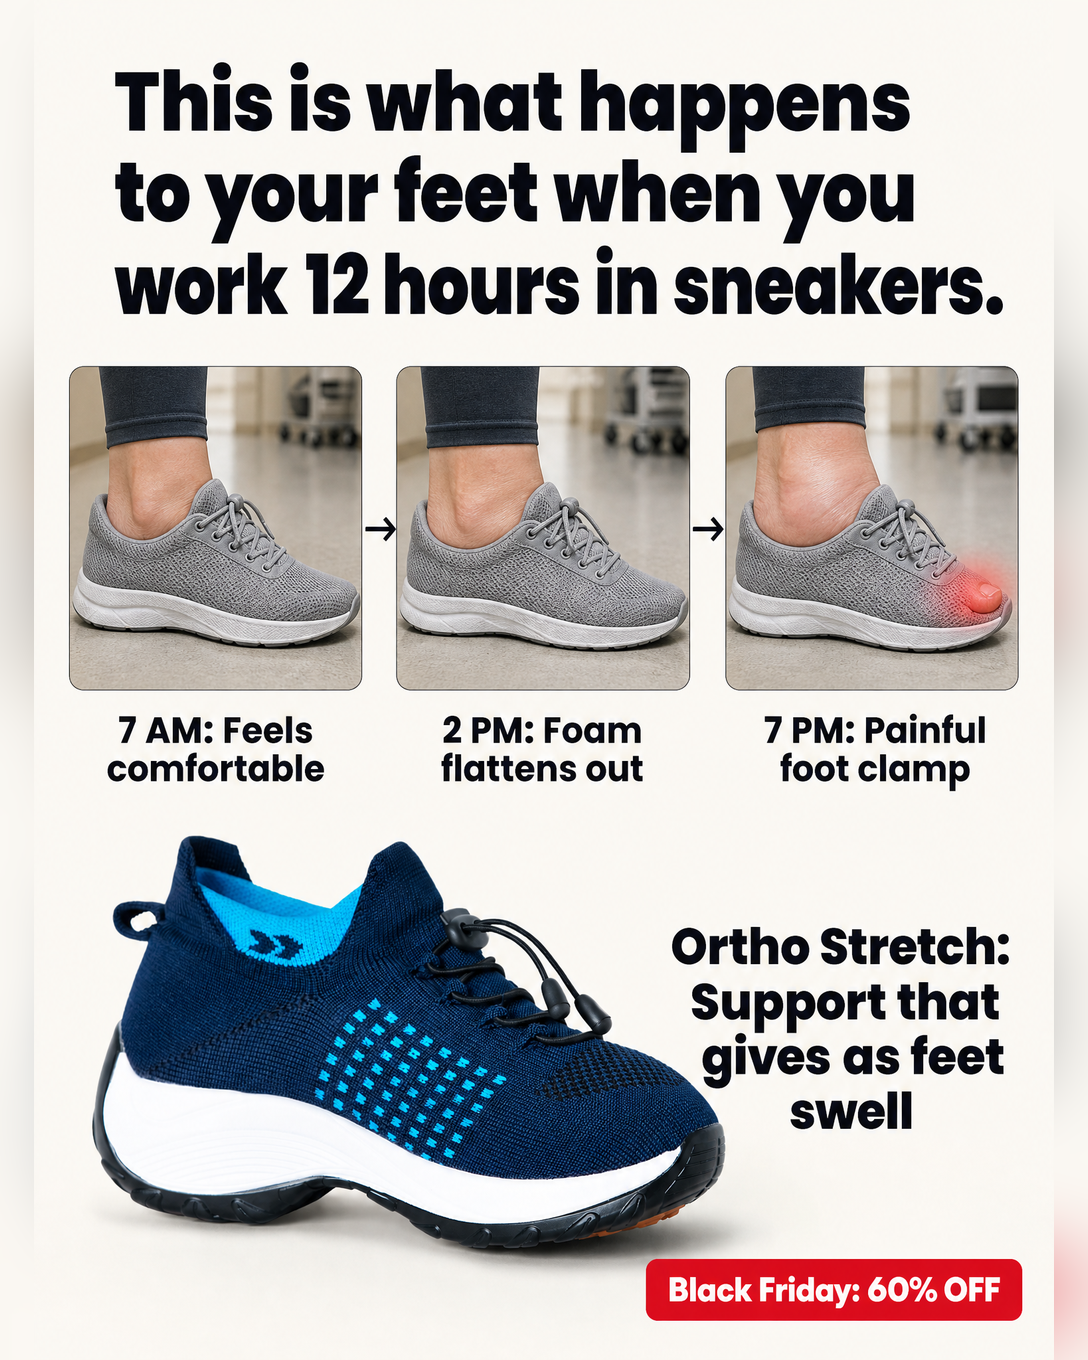 This is what happens
to your feet when you
work 12 hours in sneakers.
7 AM: Feels
comfortable
2 PM: Foam
flattens out
7 PM: Painful
foot clamp
Ortho Stretch:
Support that
gives as feet
swell
Black Friday: 60% OFF